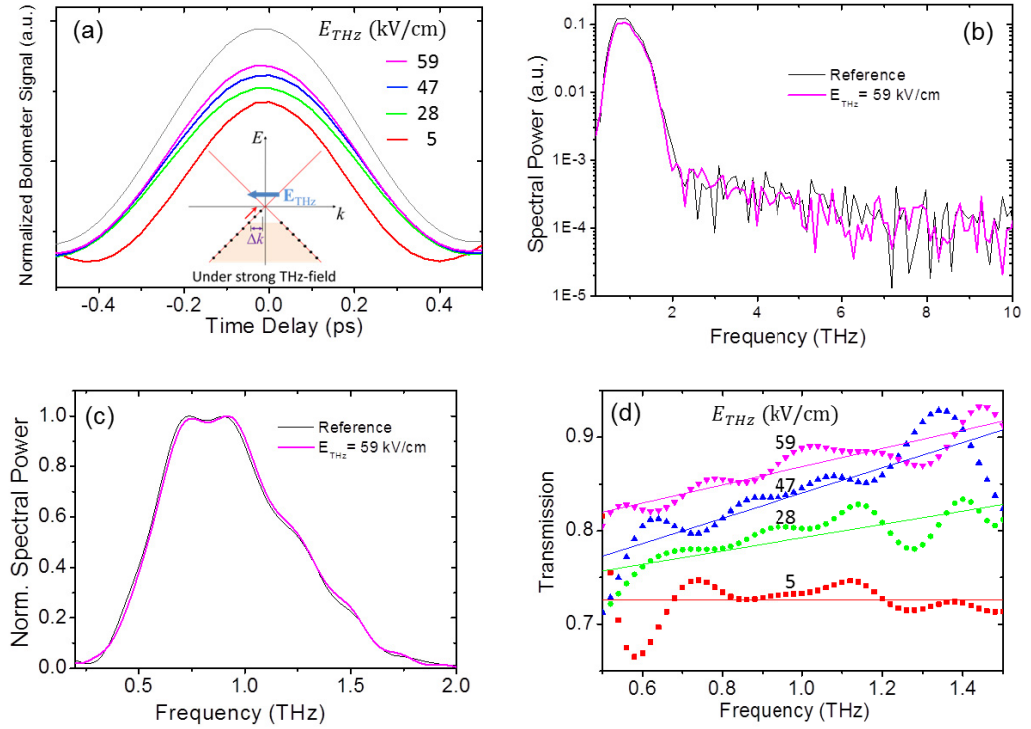 (a)
E_THz (kV/cm)
59
47
28
5
E
E_THz
k
Δk
Under strong THz-field
Normalized Bolometer Signal (a.u.)
-0.4 -0.2 0.0 0.2 0.4
Time Delay (ps)
(b)
Reference
E_THz = 59 kV/cm
Spectral Power (a.u.)
0.1
0.01
1E-3
1E-4
1E-5
2 4 6 8 10
Frequency (THz)
(c)
Reference
E_THz = 59 kV/cm
Norm. Spectral Power
1.0
0.8
0.6
0.4
0.2
0.0
0.5 1.0 1.5 2.0
Frequency (THz)
(d)
E_THz (kV/cm)
59
47
28
5
Transmission
0.9
0.8
0.7
0.6 0.8 1.0 1.2 1.4
Frequency (THz)